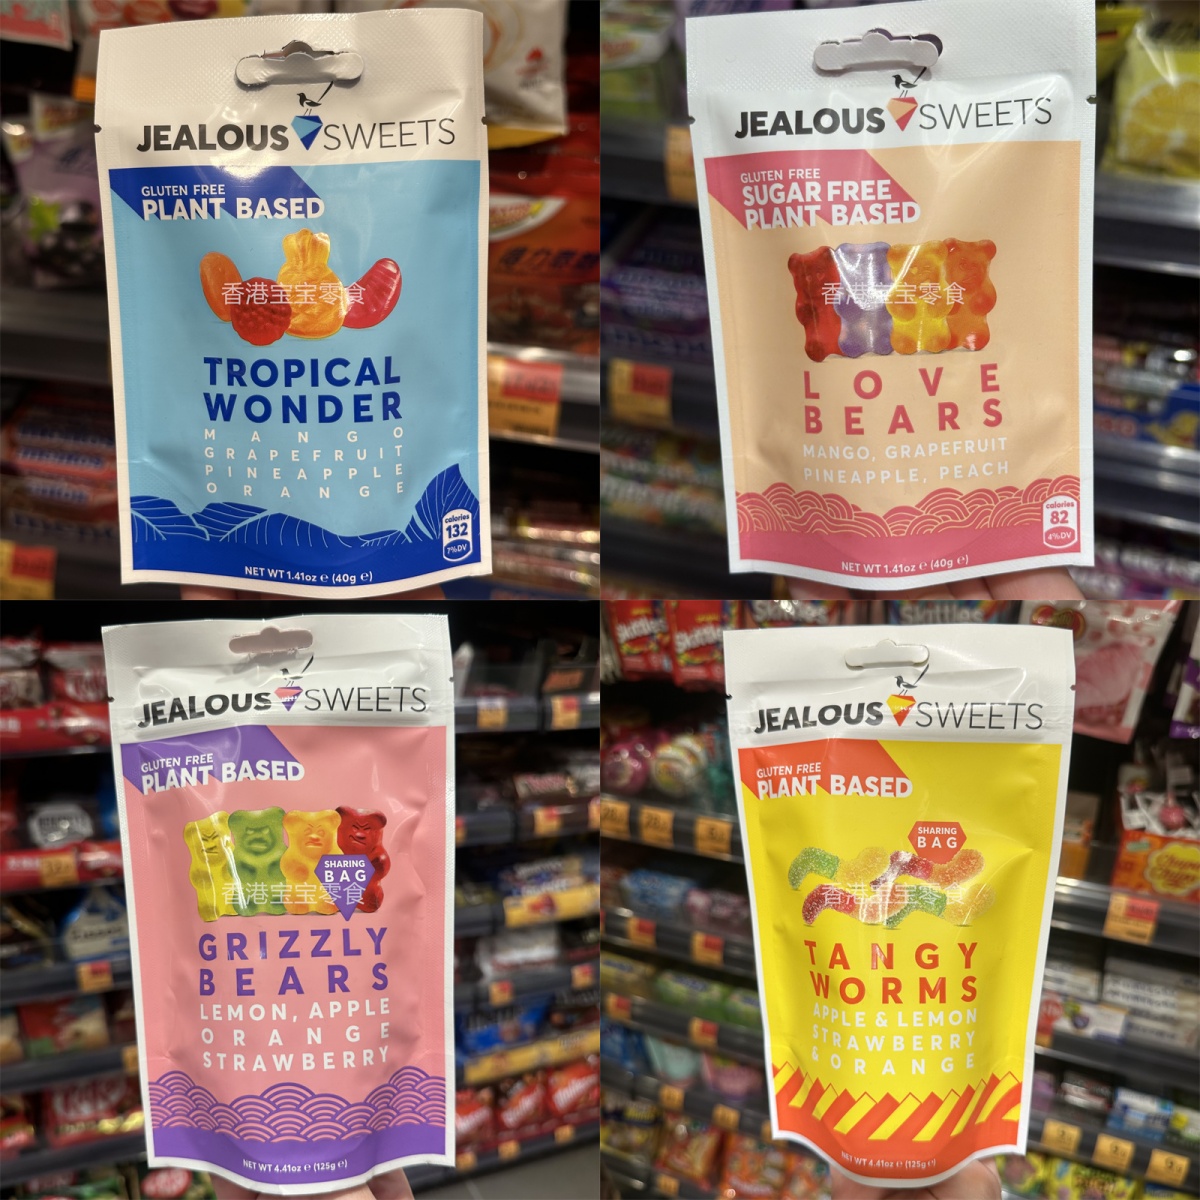 JEALOUS SWEETS
GLUTEN FREE
PLANT BASED
香港宝宝零食
TROPICAL
WONDER
MANGO
GRAPEFRUIT
PINEAPPLE
ORANGE
calories
132
7%DV
NET WT 1.41oz ℮ (40g ℮)
JEALOUS SWEETS
GLUTEN FREE
SUGAR FREE
PLANT BASED
香港宝宝零食
LOVE
BEARS
MANGO, GRAPEFRUIT
PINEAPPLE, PEACH
calories
82
4%DV
NET WT 1.41oz ℮ (40g ℮)
JEALOUS SWEETS
GLUTEN FREE
PLANT BASED
SHARING
BAG
香港宝宝零食
GRIZZLY
BEARS
LEMON, APPLE
ORANGE
STRAWBERRY
NET WT 4.41oz ℮ (125g ℮)
Skittles
Skittles
Skittles
Skittles
JEALOUS SWEETS
GLUTEN FREE
PLANT BASED
SHARING
BAG
香港宝宝零食
TANGY
WORMS
APPLE & LEMON
STRAWBERRY
& ORANGE
NET WT 4.41oz ℮ (125g ℮)